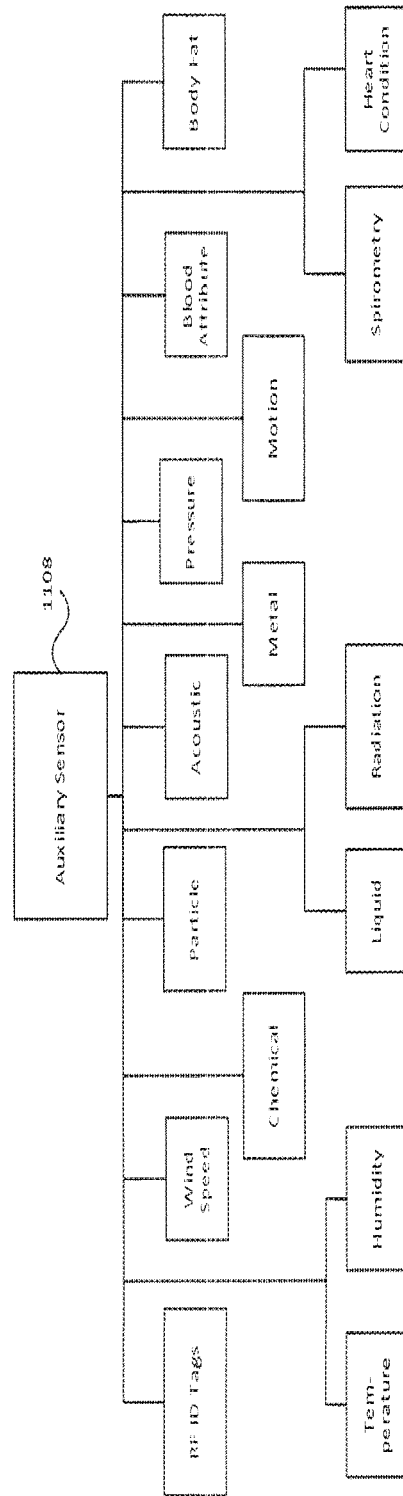 1108
Auxiliary Sensor
RF ID Tags
Wind
Speed
Particle
Acoustic
Pressure
Blood
Attribute
Body Fat
Chemical
Metal
Motion
Tem-
perature
Humidity
Liquid
Radiation
Spirometry
Heart
Condition